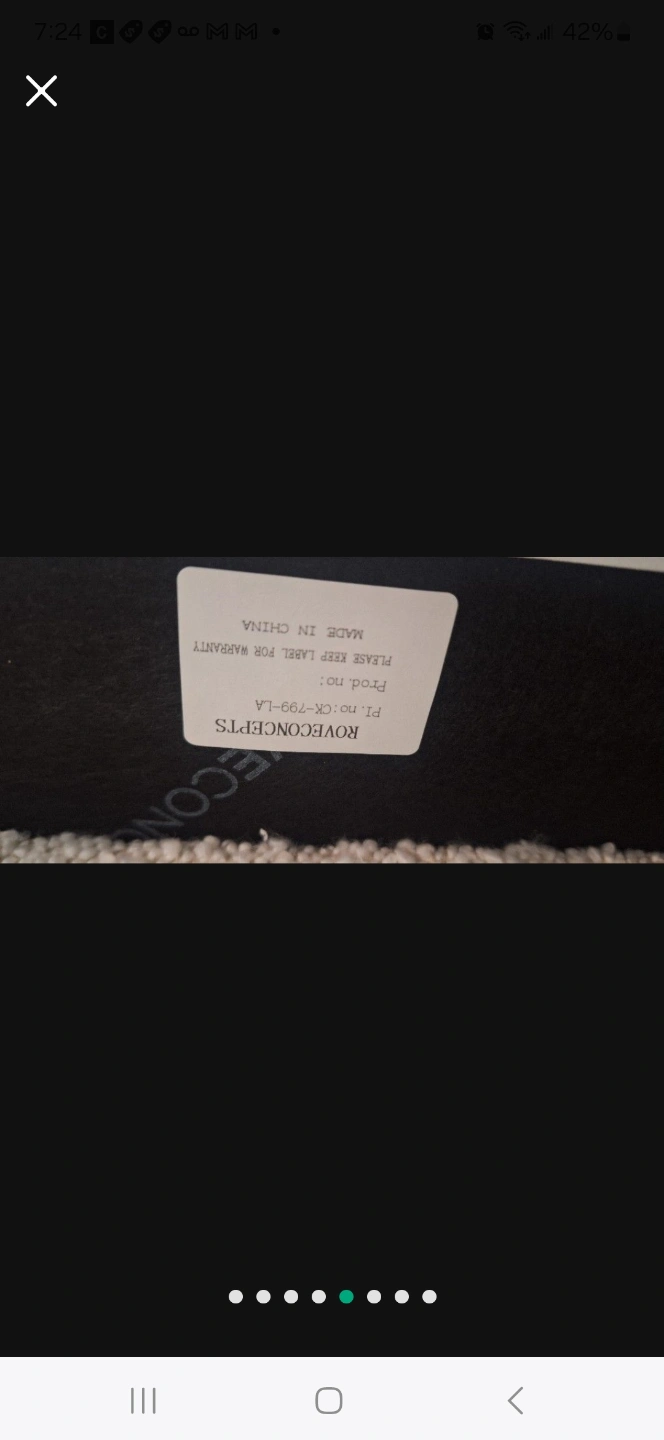 7:24
42%
ROVECONCEPTS
PI. no: CK-799-LA
Prod. no:
PLEASE KEEP LABEL FOR WARRANTY
MADE IN CHINA
ECONC